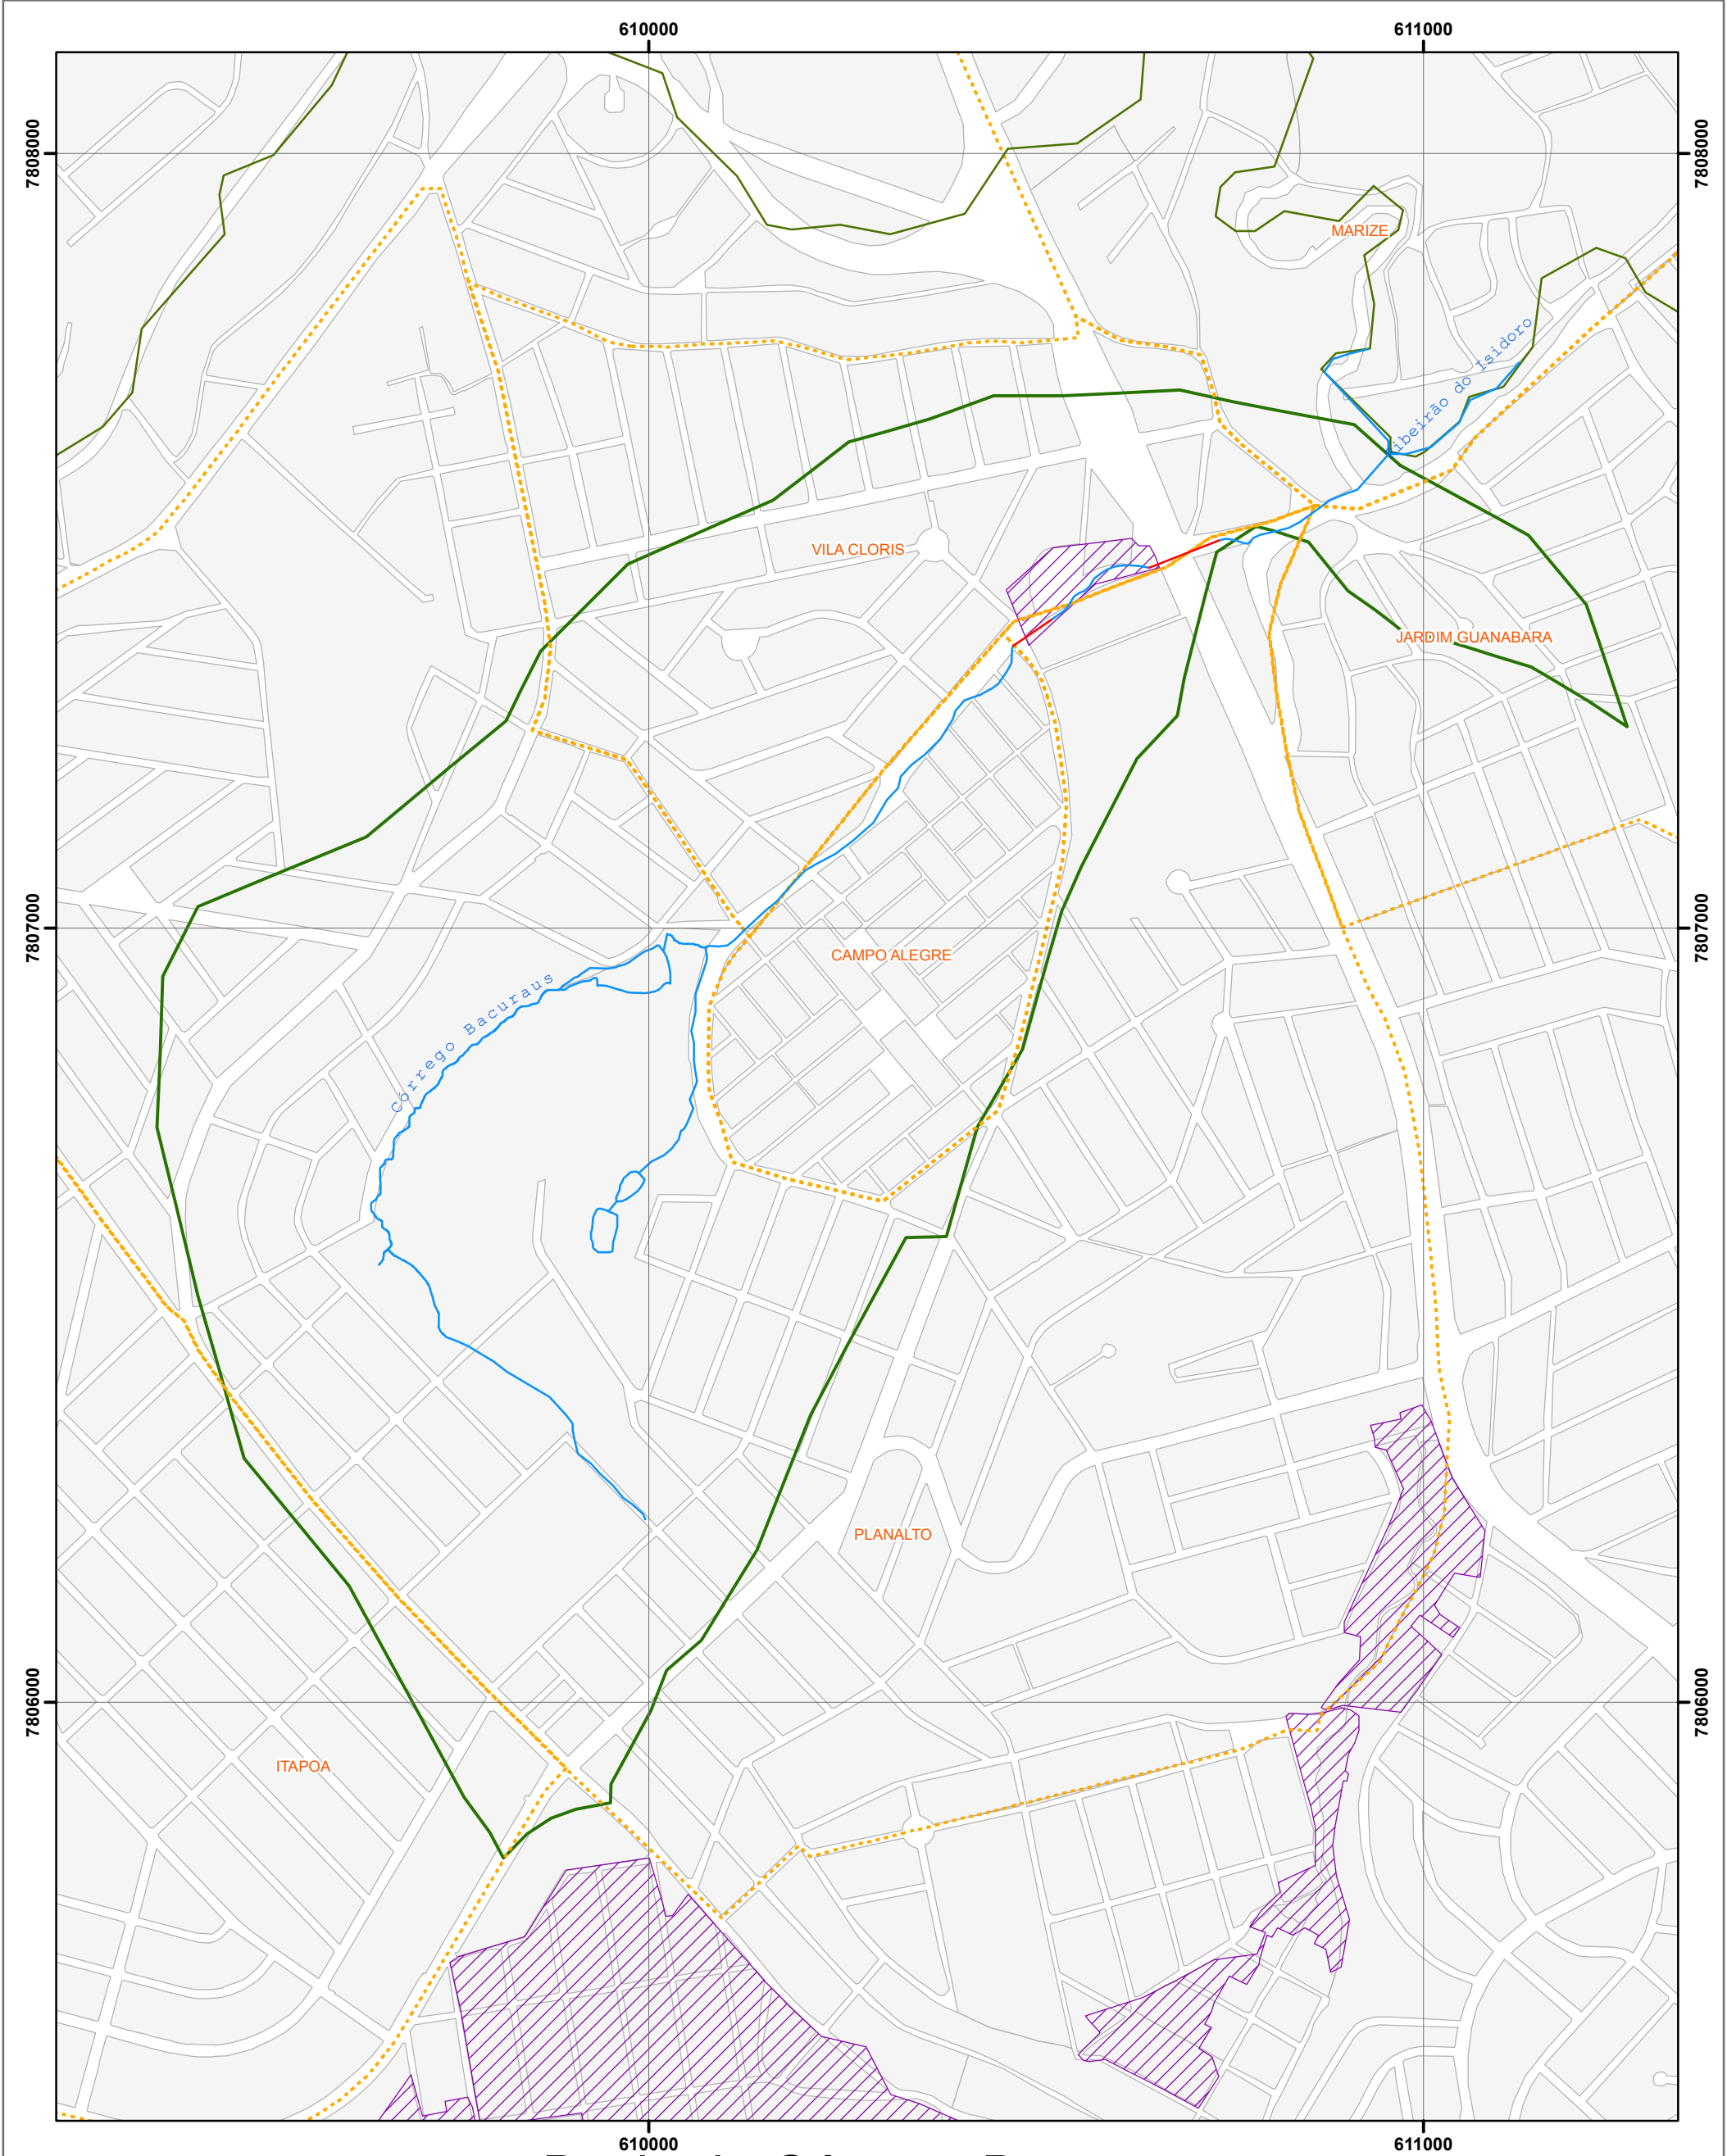 610000
611000
7808000
7808000
MARIZE
Ribeirão do Isidoro
VILA CLORIS
JARDIM GUANABARA
7807000
7807000
CAMPO ALEGRE
Córrego Bacuraus
PLANALTO
7806000
7806000
ITAPOA
610000
611000